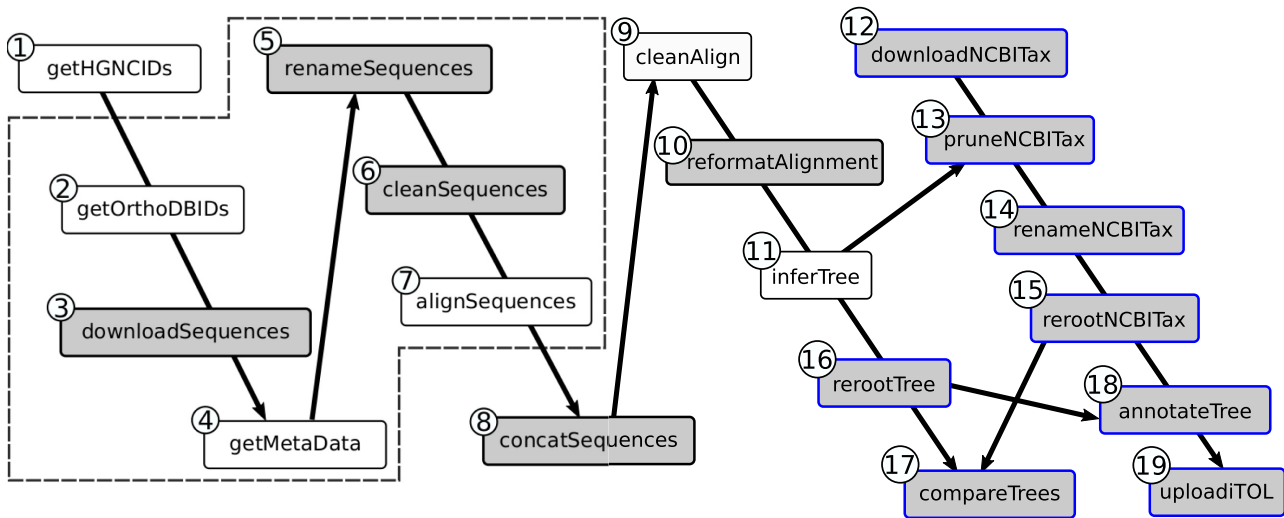 1 getHGNCIDs
2 getOrthoDBIDs
3 downloadSequences
4 getMetaData
5 renameSequences
6 cleanSequences
7 alignSequences
8 concatSequences
9 cleanAlign
10 reformatAlignment
11 inferTree
12 downloadNCBITax
13 pruneNCBITax
14 renameNCBITax
15 rerootNCBITax
16 rerootTree
17 compareTrees
18 annotateTree
19 uploadiTOL